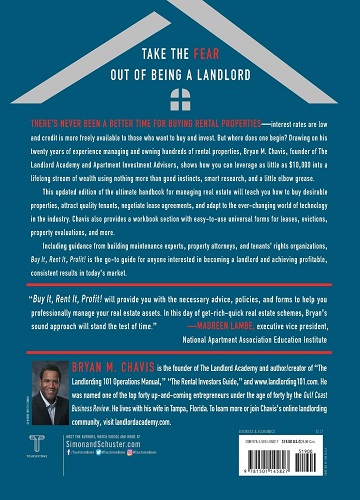 TAKE THE FEAR
OUT OF BEING A LANDLORD
THERE'S NEVER BEEN A BETTER TIME FOR BUYING RENTAL PROPERTIES—interest rates are low
and credit is more freely available to those who want to buy and invest. But where does one begin? Drawing on his
twenty years of experience managing and owning hundreds of rental properties, Bryan M. Chavis, founder of The
Landlord Academy and Apartment Investment Advisers, shows how you can leverage as little as $10,000 into a
lifelong stream of wealth using nothing more than good instincts, smart research, and a little elbow grease.
This updated edition of the ultimate handbook for managing real estate will teach you how to buy desirable
properties, attract quality tenants, negotiate lease agreements, and adapt to the ever-changing world of technology
in the industry. Chavis also provides a workbook section with easy-to-use universal forms for leases, evictions,
property evaluations, and more.
Including guidance from building maintenance experts, property attorneys, and tenants' rights organizations,
Buy It, Rent It, Profit! is the go-to guide for anyone interested in becoming a landlord and achieving profitable,
consistent results in today's market.
"Buy It, Rent It, Profit! will provide you with the necessary advice, policies, and forms to help you
professionally manage your real estate assets. In this day of get-rich-quick real estate schemes, Bryan's
sound approach will stand the test of time." —MAUREEN LAMBE, executive vice president,
National Apartment Association Education Institute
BRYAN M. CHAVIS is the founder of The Landlord Academy and author/creator of "The
Landlording 101 Operations Manual," "The Rental Investors Guide," and www.landlording101.com. He
was named one of the top forty up-and-coming entrepreneurs under the age of forty by the Gulf Coast
Business Review. He lives with his wife in Tampa, Florida. To learn more or join Chavis's online landlording
community, visit landlordacademy.com.
MEET THE AUTHORS, WATCH VIDEOS AND MORE AT
SimonandSchuster.com
TOUCHSTONE
BUSINESS & ECONOMICS
51900
9 781501 145827